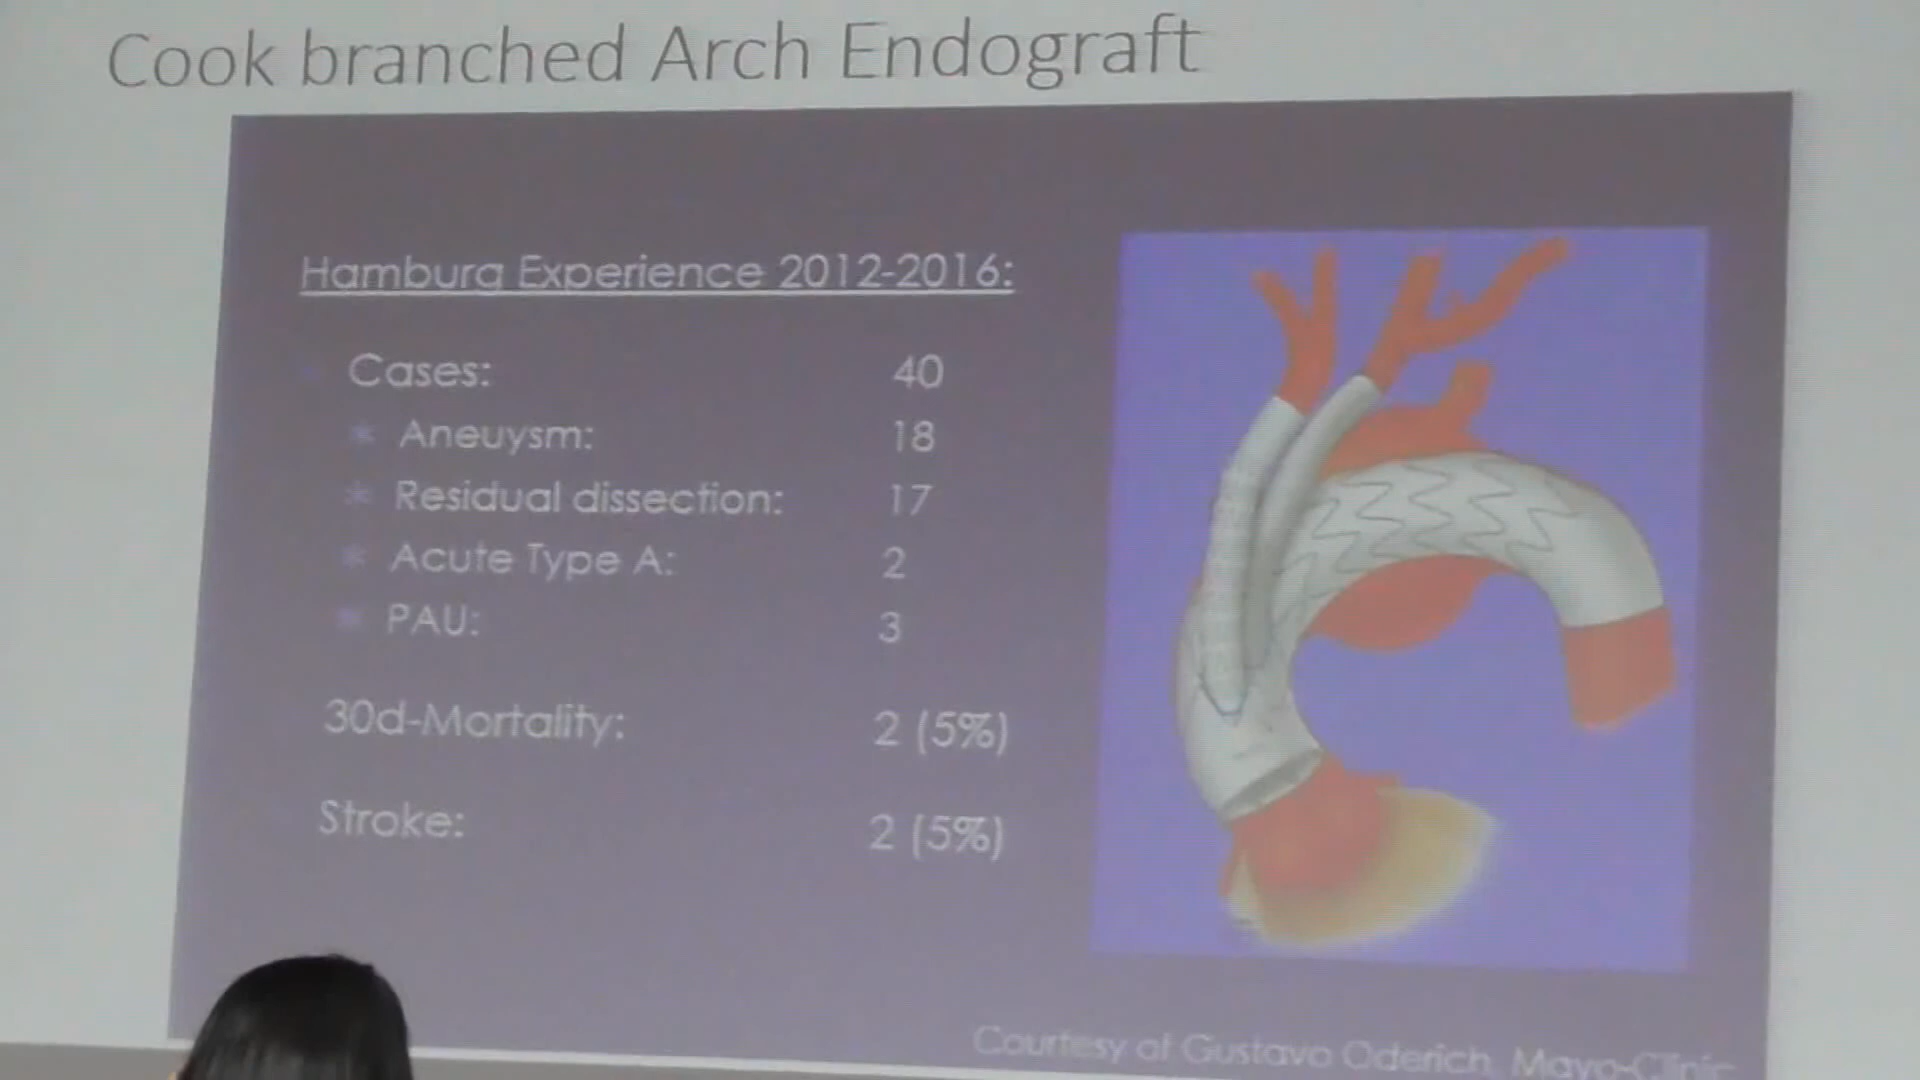 Cook branched Arch Endograft
Hamburg Experience 2012-2016:
Cases: 40
* Aneuysm: 18
* Residual dissection: 17
* Acute Type A: 2
* PAU: 3
30d-Mortality: 2 (5%)
Stroke: 2 (5%)
Courtesy of Gustavo Oderich, Mayo-Clinic